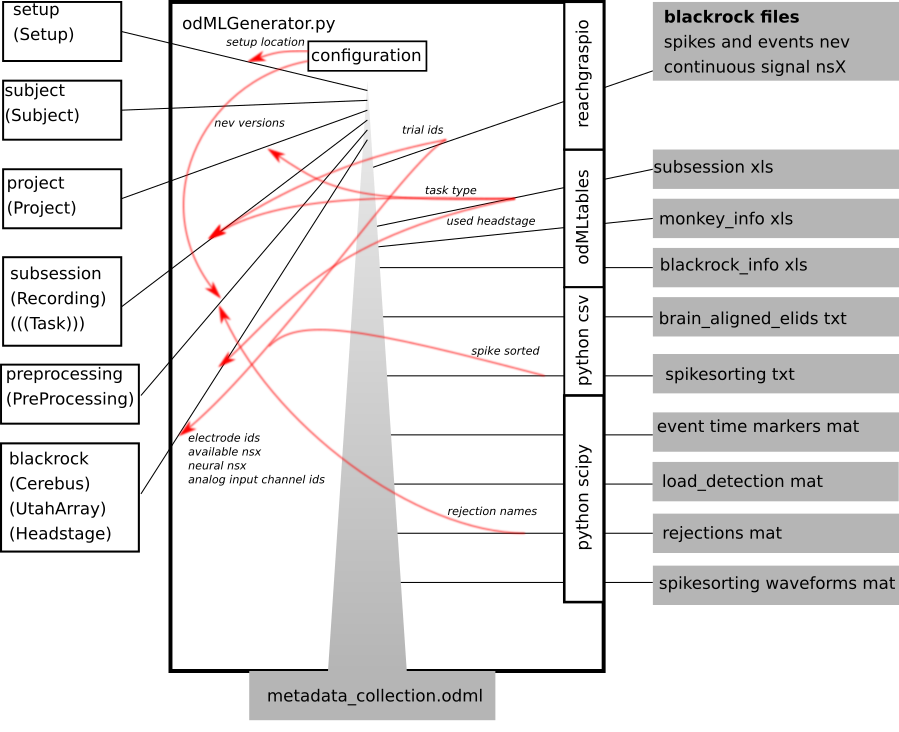 setup
(Setup)
subject
(Subject)
project
(Project)
subsession
(Recording)
(((Task)))
preprocessing
(PreProcessing)
blackrock
(Cerebus)
(UtahArray)
(Headstage)
odMLGenerator.py
setup location
configuration
nev versions
trial ids
task type
used headstage
spike sorted
electrode ids
available nsx
neural nsx
analog input channel ids
rejection names
reachgraspio
odMLtables
python csv
python scipy
blackrock files
spikes and events nev
continuous signal nsX
subsession xls
monkey_info xls
blackrock_info xls
brain_aligned_elids txt
spikesorting txt
event time markers mat
load_detection mat
rejections mat
spikesorting waveforms mat
metadata_collection.odml